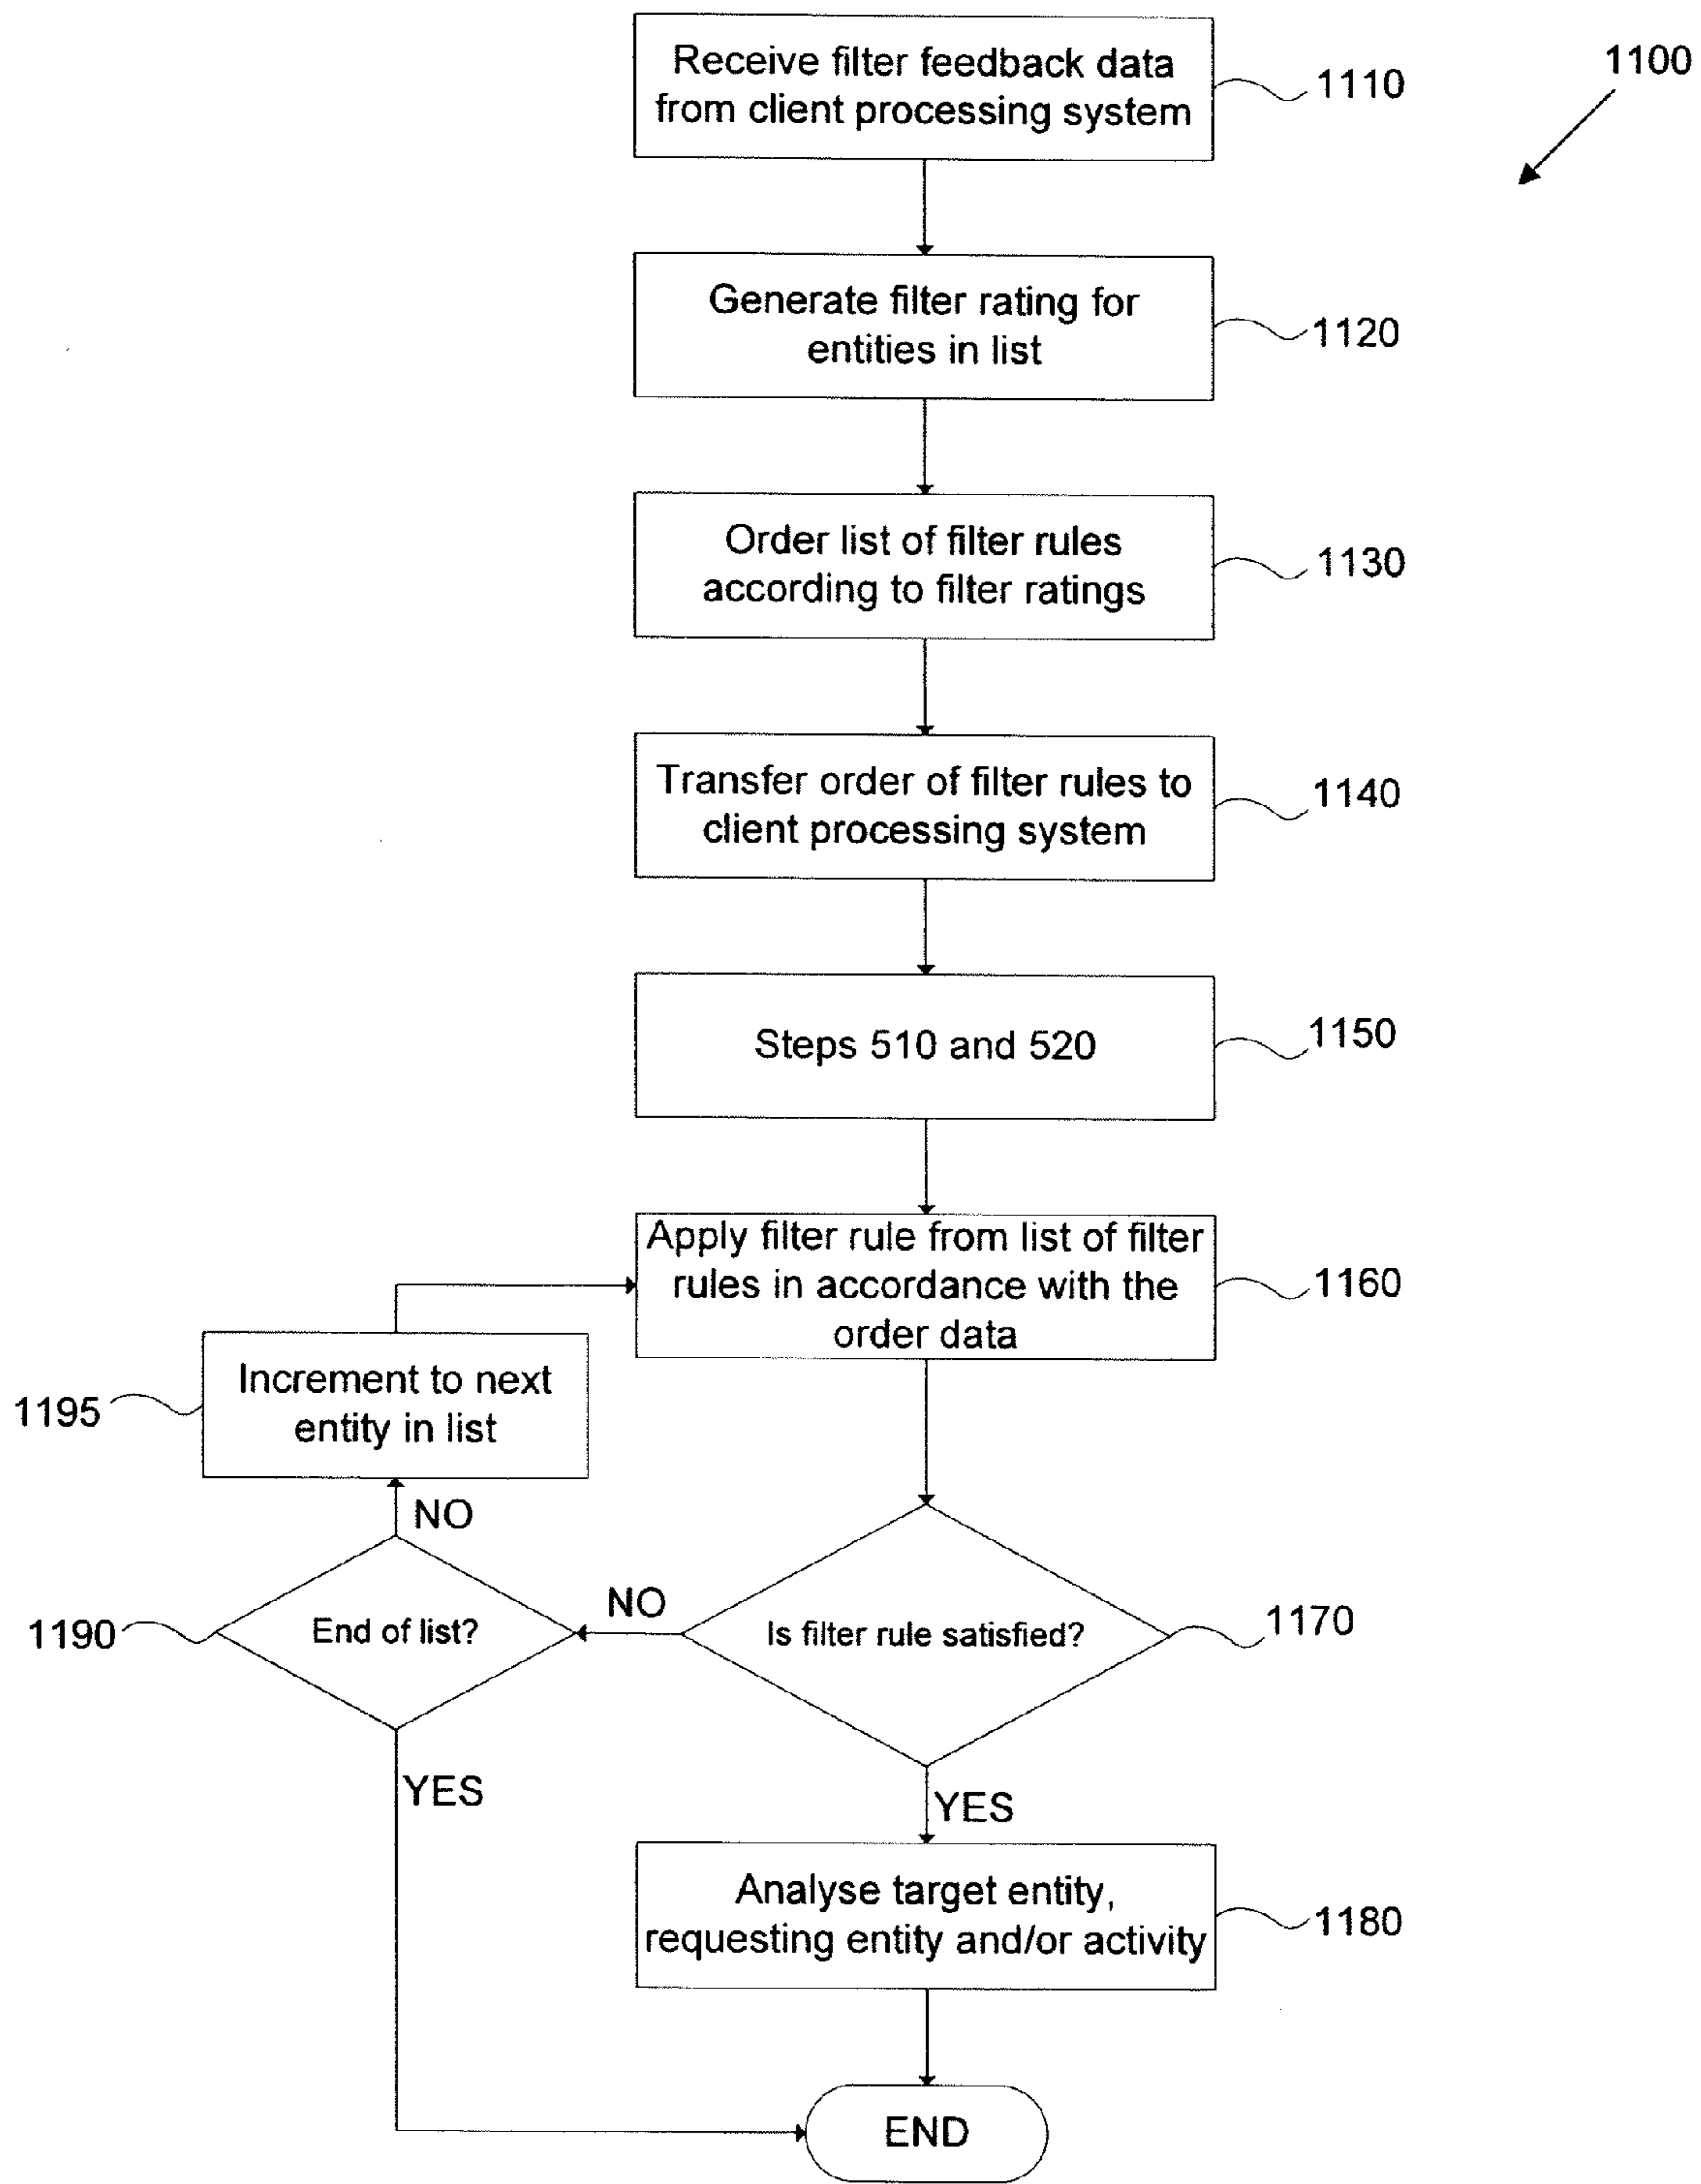 1100
Receive filter feedback data
from client processing system
1110
Generate filter rating for
entities in list
1120
Order list of filter rules
according to filter ratings
1130
Transfer order of filter rules to
client processing system
1140
Steps 510 and 520
1150
Apply filter rule from list of filter
rules in accordance with the
order data
1160
Increment to next
entity in list
1195
NO
End of list?
1190
NO
Is filter rule satisfied?
1170
YES
YES
Analyse target entity,
requesting entity and/or activity
1180
END